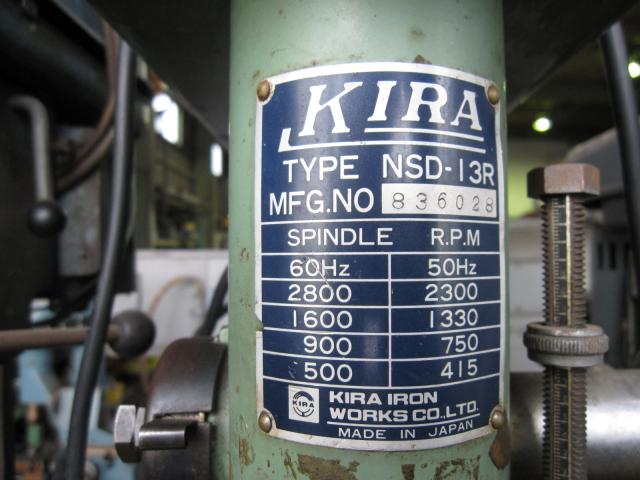 KIRA
TYPE NSD-13R
MFG.NO 836028
SPINDLE R.P.M
60Hz 50Hz
2800 2300
1600 1330
900 750
500 415
KIRA KIRA IRON
WORKS CO.,LTD.
MADE IN JAPAN